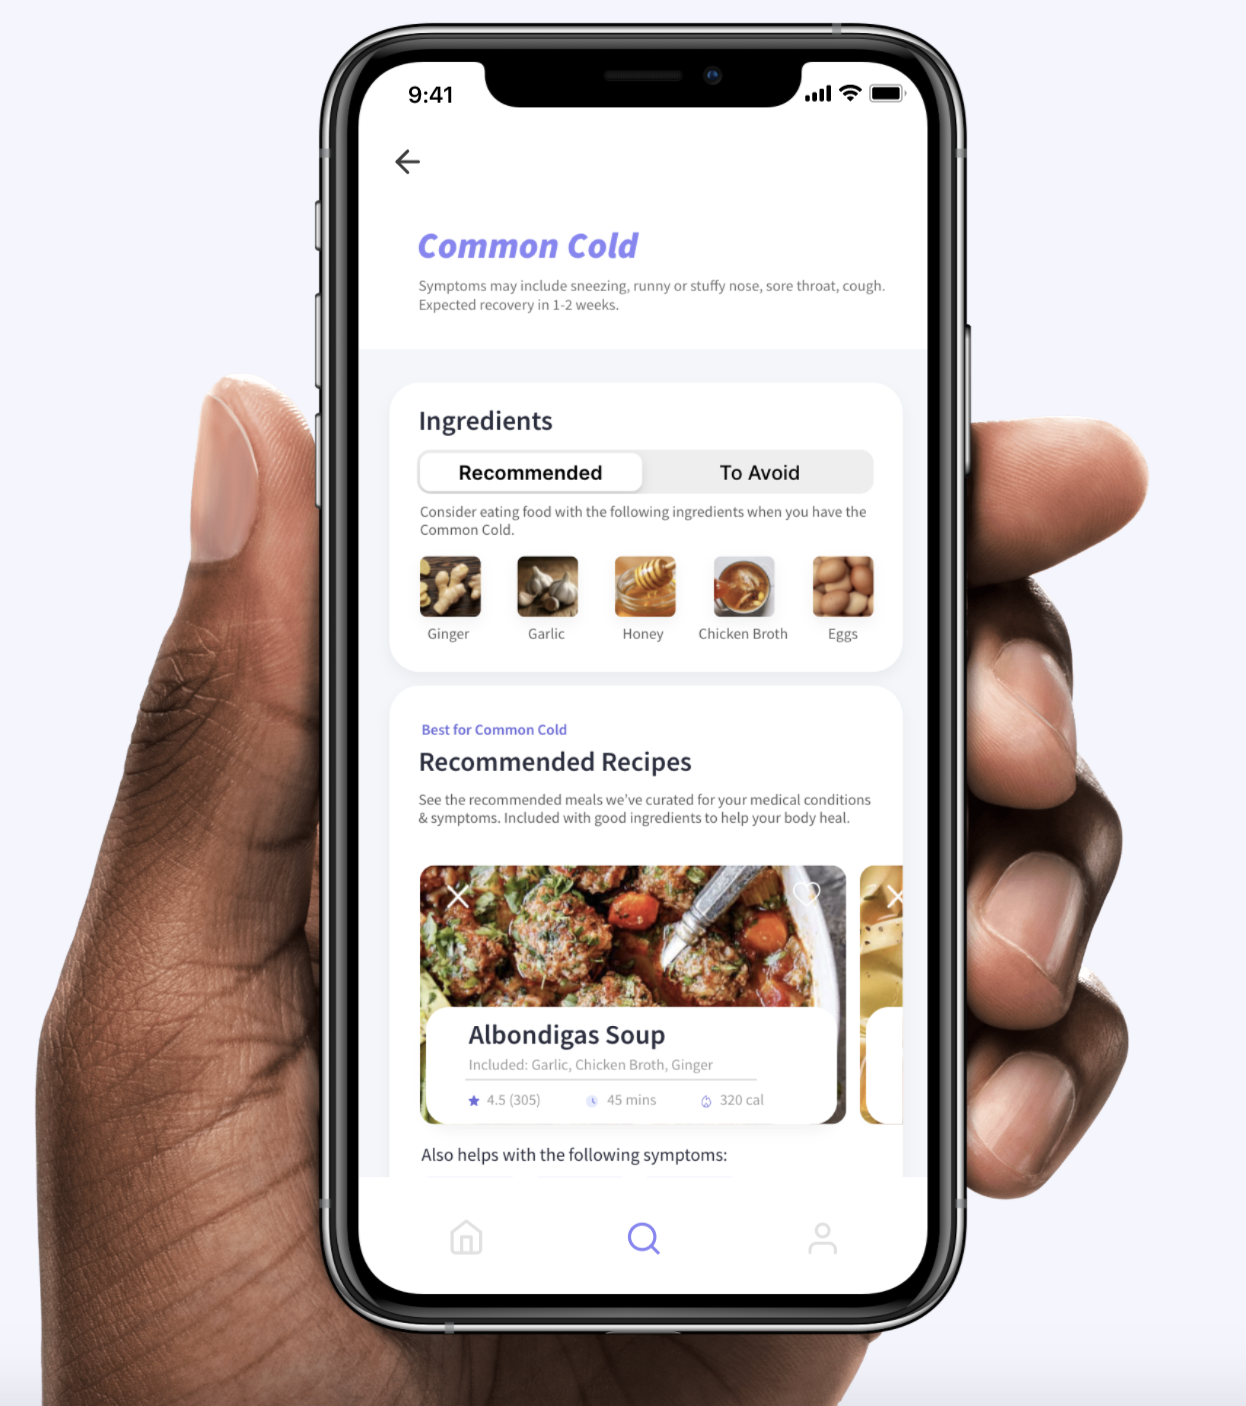 9:41
Common Cold
Symptoms may include sneezing, runny or stuffy nose, sore throat, cough.
Expected recovery in 1-2 weeks.
Ingredients
Recommended
To Avoid
Consider eating food with the following ingredients when you have the
Common Cold.
Ginger
Garlic
Honey
Chicken Broth
Eggs
Best for Common Cold
Recommended Recipes
See the recommended meals we've curated for your medical conditions
& symptoms. Included with good ingredients to help your body heal.
Albondigas Soup
Included: Garlic, Chicken Broth, Ginger
4.5 (305)
45 mins
320 cal
Also helps with the following symptoms: